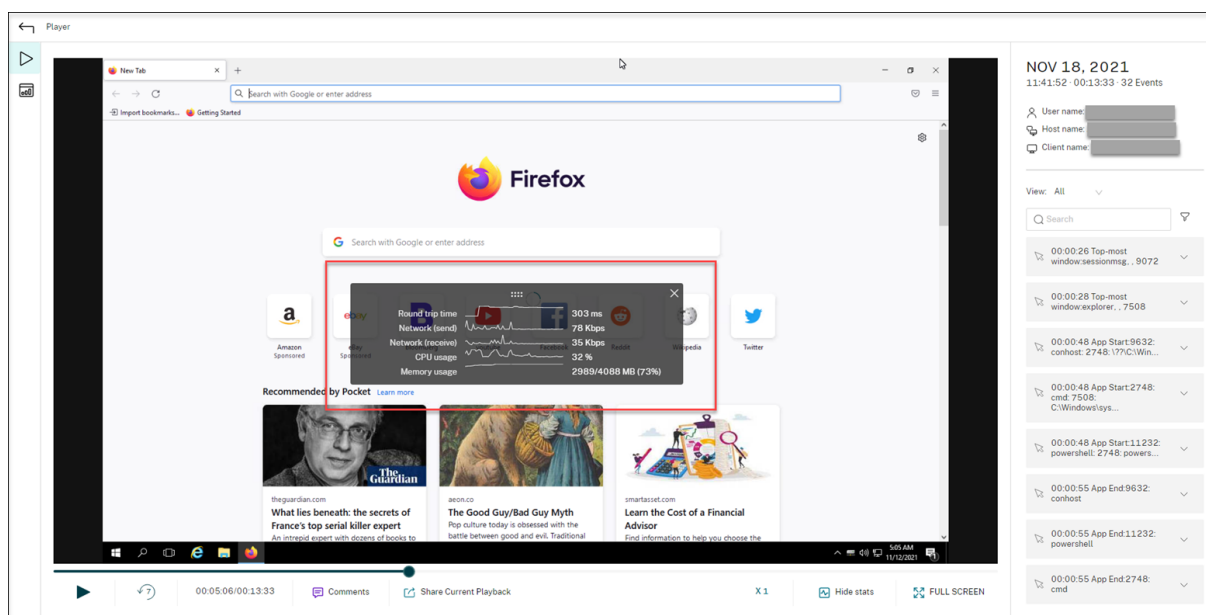 Player
New Tab
Search with Google or enter address
Import bookmarks...
Getting Started
Firefox
Search with Google or enter address
Round trip time 303 ms
Network (send) 78 Kbps
Network (receive) 35 Kbps
CPU usage 32 %
Memory usage 2989/4088 MB (73%)
a
Amazon
Sponsored
eBay
Facebook
Reddit
Wikipedia
Twitter
Recommended by Pocket Learn more
The
Guardian
theguardian.com
What lies beneath: the secrets of
France's top serial killer expert
An intrepid expert with dozens of books to
aeon.co
The Good Guy/Bad Guy Myth
Pop culture today is obsessed with the
battle between good and evil. Traditional
smartasset.com
Learn the Cost of a Financial
Advisor
Find information to help you choose the
5:05 AM
11/12/2021
7
00:05:06/00:13:33
Comments
Share Current Playback
X 1
Hide stats
FULL SCREEN
NOV 18, 2021
11:41:52 · 00:13:33 · 32 Events
User name:
Host name:
Client name:
View: All
Search
00:00:26 Top-most
window:sessionmsg, , 9072
00:00:28 Top-most
window:explorer, , 7508
00:00:48 App Start:9632:
conhost: 2748: \??\C:\Win...
00:00:48 App Start:2748:
cmd: 7508:
C:\Windows\sys...
00:00:48 App Start:11232:
powershell: 2748: powers...
00:00:55 App End:9632:
conhost
00:00:55 App End:11232:
powershell
00:00:55 App End:2748:
cmd